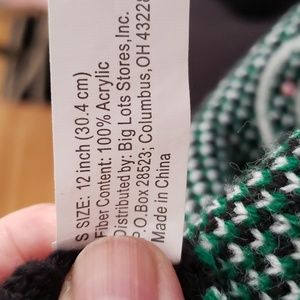 S SIZE: 12 inch (30.4 cm)
Fiber Content: 100% Acrylic
Distributed by: Big Lots Stores,Inc.
P.O.Box 28523; Columbus,OH 43228
Made in China